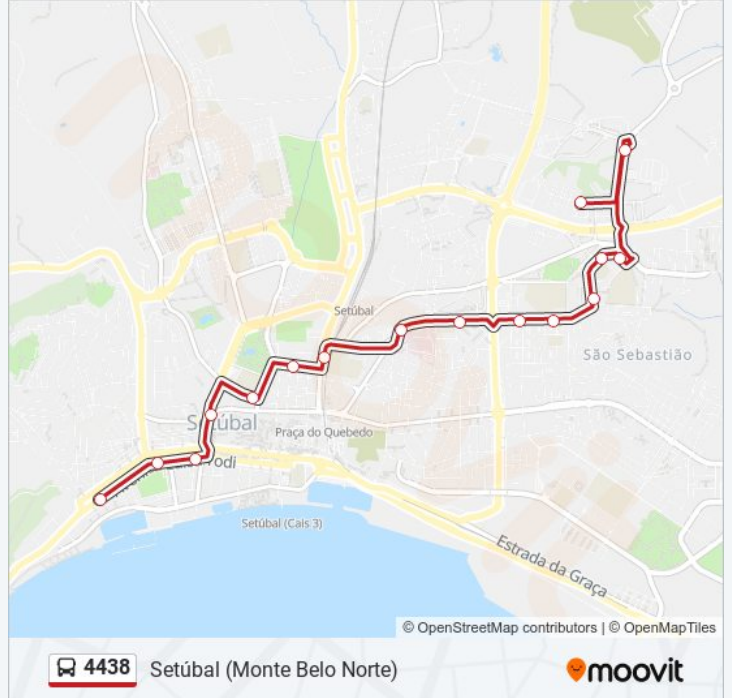 Setúbal
São Sebastião
Setúbal
Praça do Quebedo
Setúbal (Cais 3)
Estrada da Graça
© OpenStreetMap contributors | © OpenMapTiles
4438 Setúbal (Monte Belo Norte)
moovit